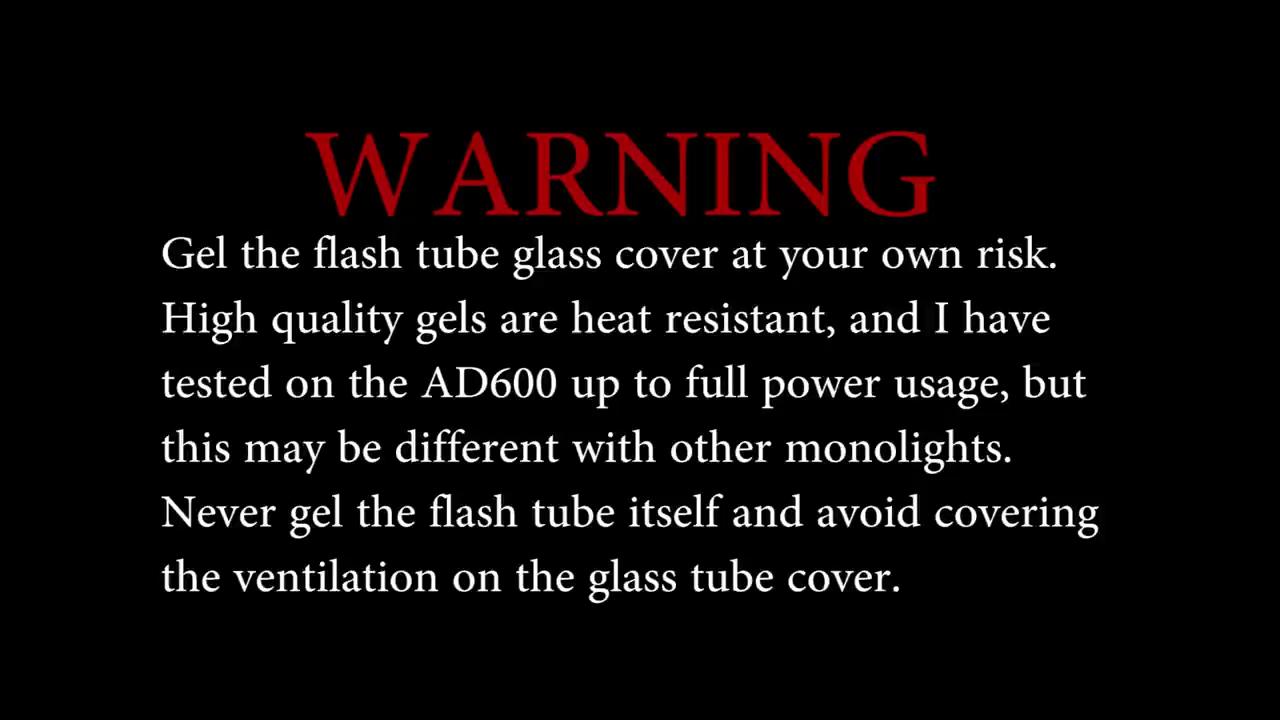 WARNING
Gel the flash tube glass cover at your own risk.
High quality gels are heat resistant, and I have
tested on the AD600 up to full power usage, but
this may be different with other monolights.
Never gel the flash tube itself and avoid covering
the ventilation on the glass tube cover.